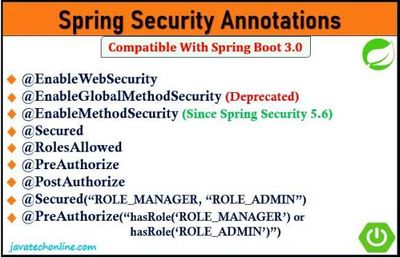 Spring Security Annotations
Compatible With Spring Boot 3.0
@EnableWebSecurity
@EnableGlobalMethodSecurity (Deprecated)
@EnableMethodSecurity (Since Spring Security 5.6)
@Secured
@RolesAllowed
@PreAuthorize
@PostAuthorize
@Secured(“ROLE_MANAGER, “ROLE_ADMIN”)
@PreAuthorize(“hasRole(‘ROLE_MANAGER’) or
hasRole(‘ROLE_ADMIN’)”)
javatechonline.com